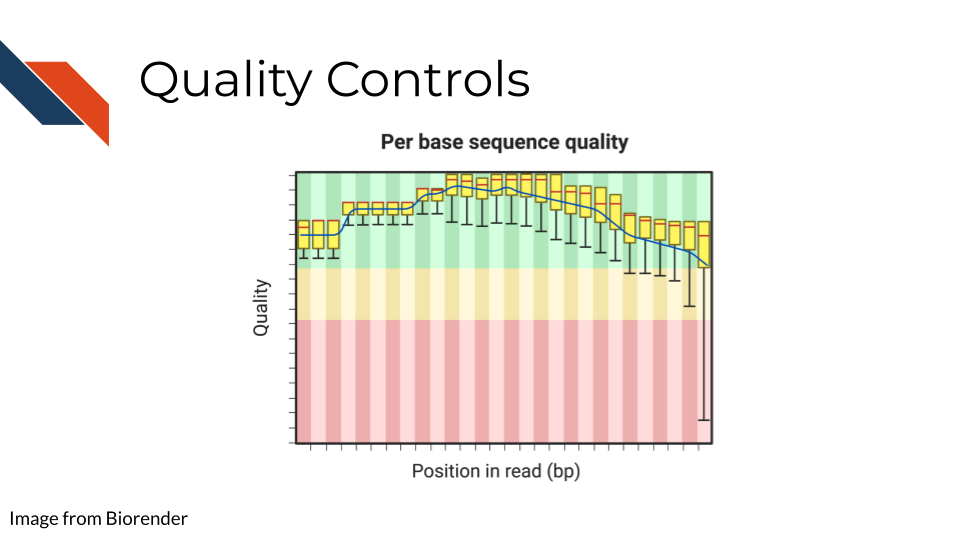 Quality Controls
Per base sequence quality
Quality
Position in read (bp)
Image from Biorender